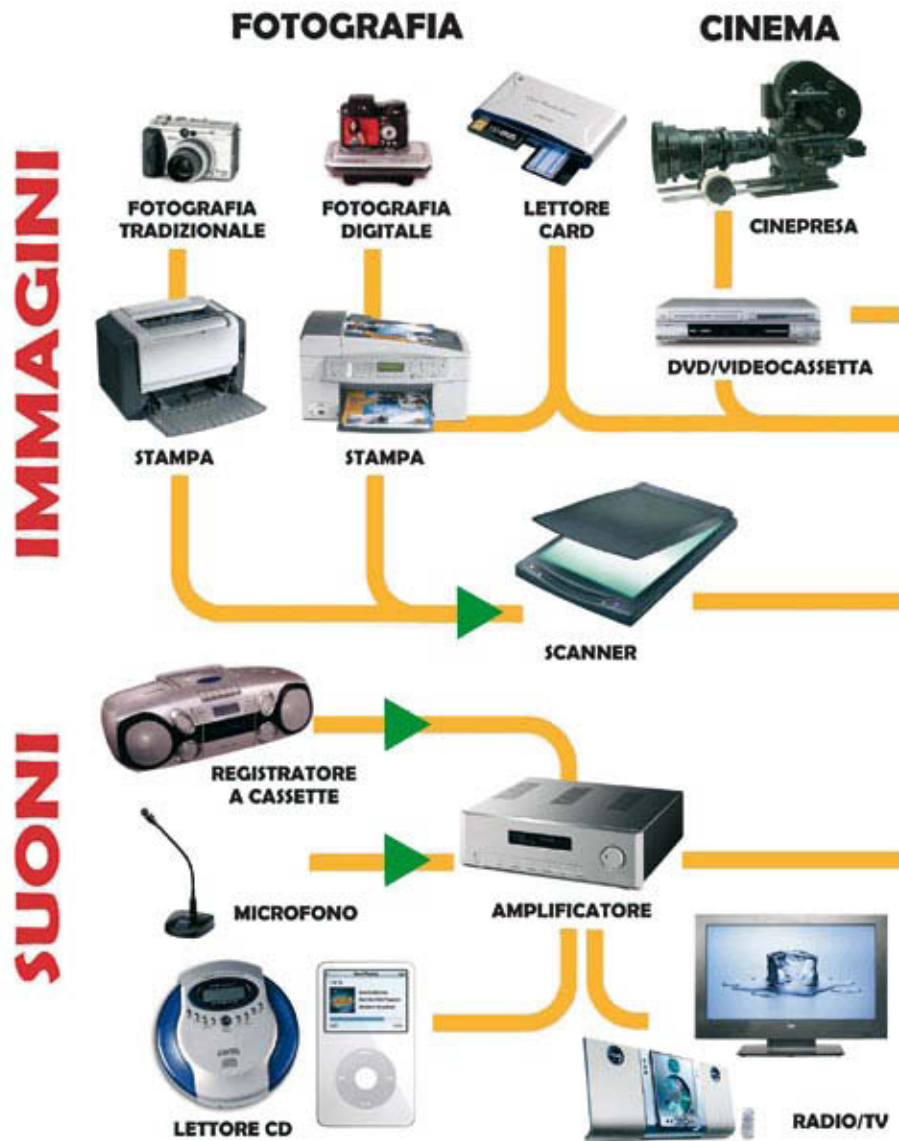 FOTOGRAFIA
CINEMA
IMMAGINI
FOTOGRAFIA
TRADIZIONALE
FOTOGRAFIA
DIGITALE
LETTORE
CARD
CINEPRESA
DVD/VIDEOCASSETTA
STAMPA
STAMPA
SCANNER
SUONI
REGISTRATORE
A CASSETTE
MICROFONO
AMPLIFICATORE
LETTORE CD
RADIO/TV